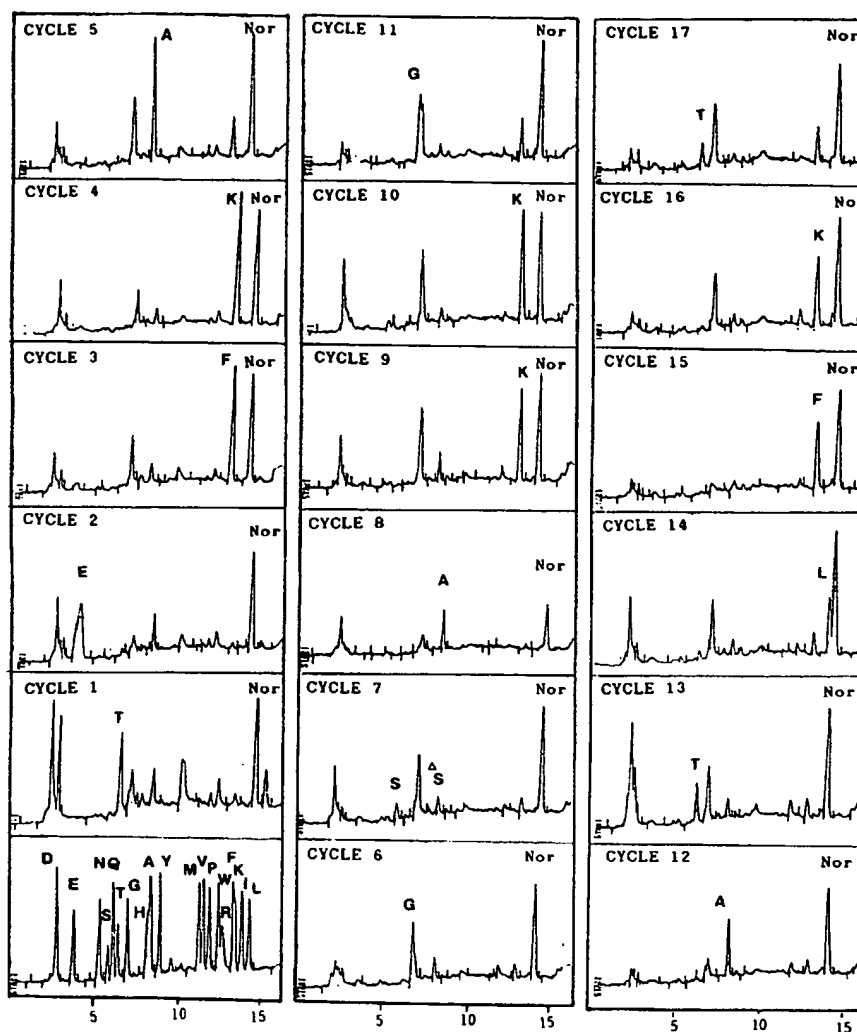 CYCLE 5 A Nor
CYCLE 4 K Nor
CYCLE 3 F Nor
CYCLE 2 E Nor
CYCLE 1 T Nor
D E N Q S T G H A Y M V P W R F K I L
5 10 15
CYCLE 11 G Nor
CYCLE 10 K Nor
CYCLE 9 K Nor
CYCLE 8 A Nor
CYCLE 7 S Δ S Nor
CYCLE 6 G Nor
5 10 15
CYCLE 17 T Nor
CYCLE 16 K Nor
CYCLE 15 F Nor
CYCLE 14 L Nor
CYCLE 13 T Nor
CYCLE 12 A Nor
5 10 15